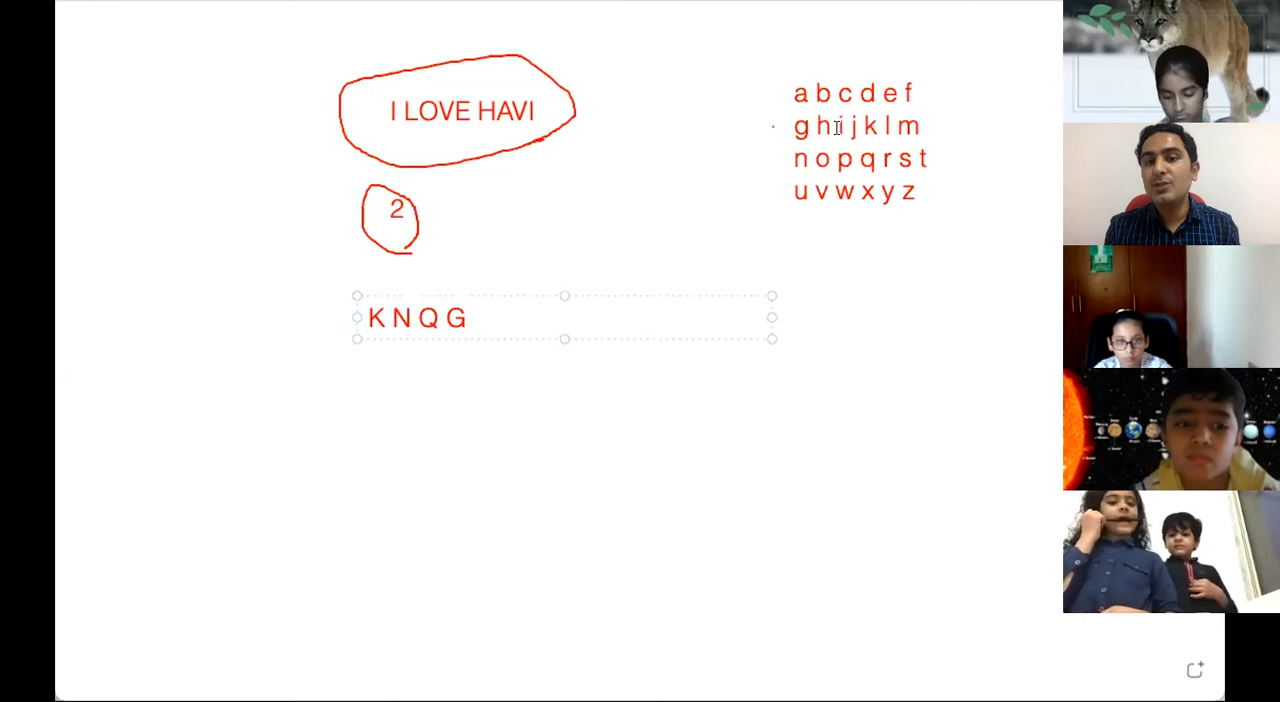 I LOVE HAVI
2
K N Q G
a b c d e f
g h i j k l m
n o p q r s t
u v w x y z